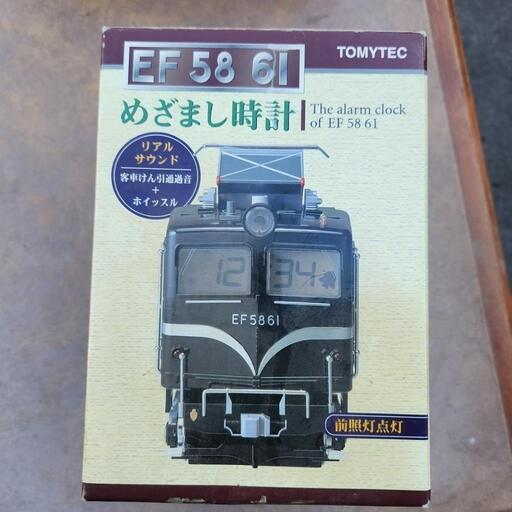 EF 58 61
TOMYTEC
めざまし時計
The alarm clock
of EF 58 61
リアル
サウンド
客車けん引通過音
+
ホイッスル
12 34
EF5861
前照灯点灯